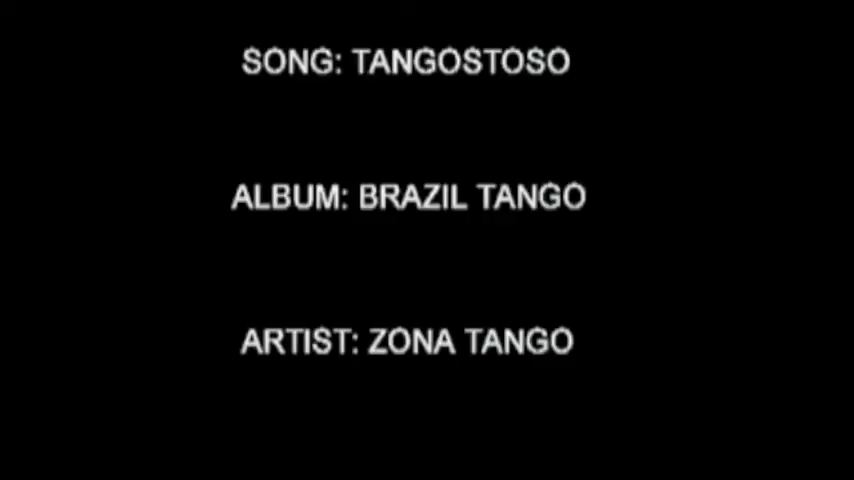 SONG: TANGOSTOSO
ALBUM: BRAZIL TANGO
ARTIST: ZONA TANGO